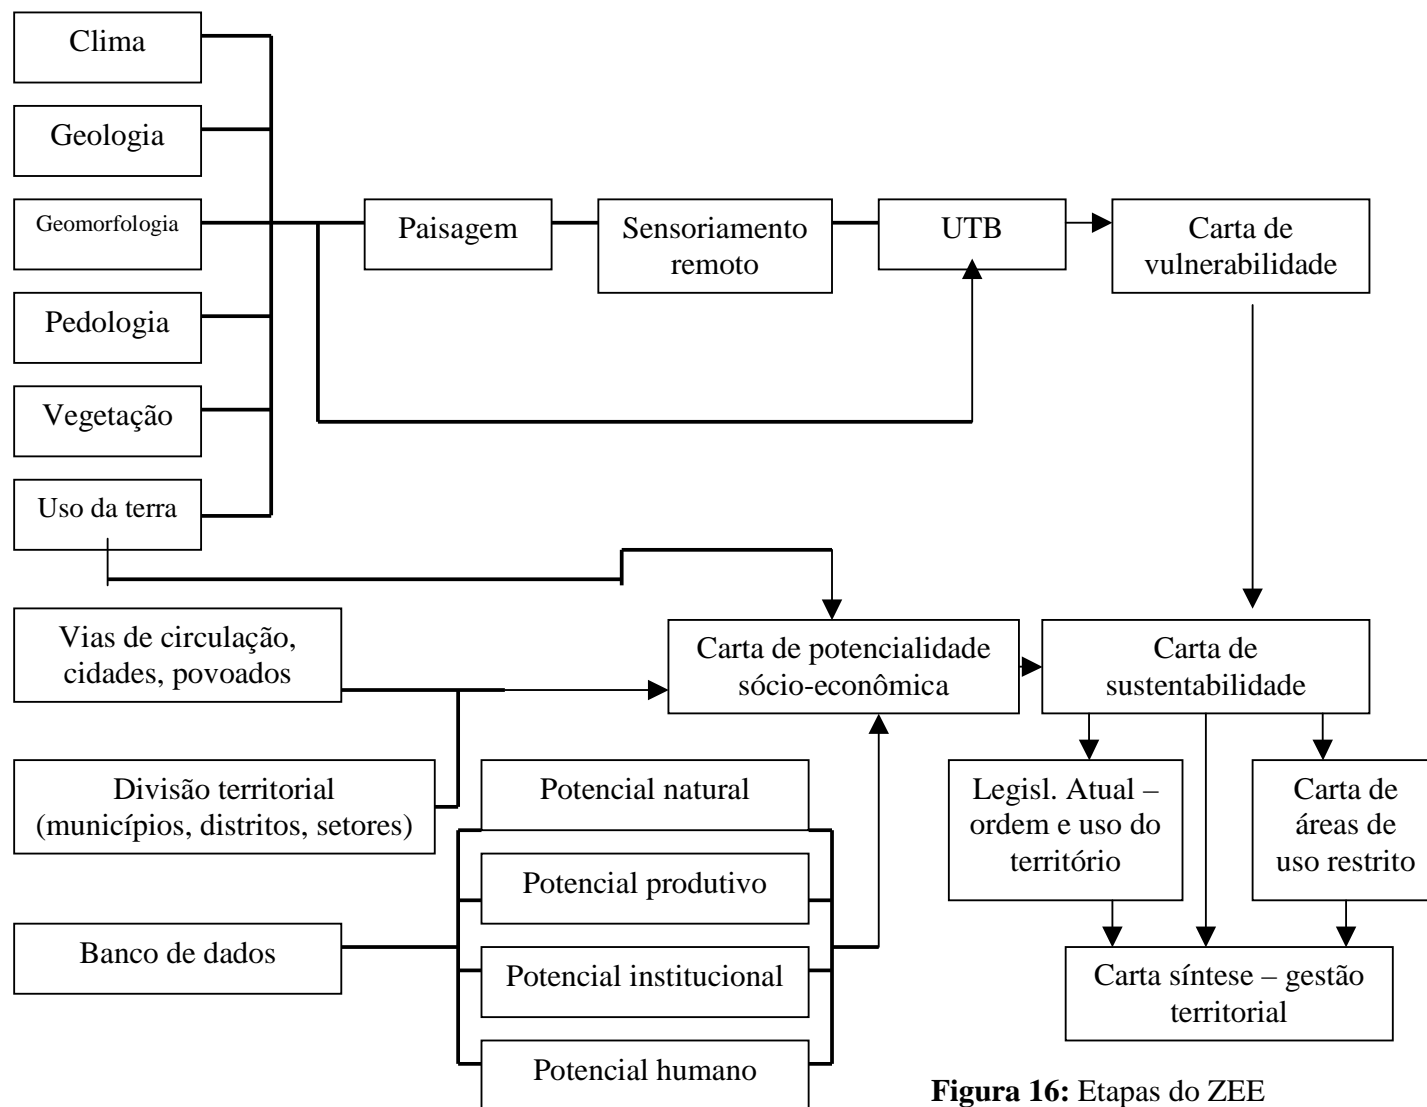 Clima
Geologia
Geomorfologia
Pedologia
Vegetação
Uso da terra
Paisagem
Sensoriamento
remoto
UTB
Carta de
vulnerabilidade
Vias de circulação,
cidades, povoados
Carta de potencialidade
sócio-econômica
Carta de
sustentabilidade
Divisão territorial
(municípios, distritos, setores)
Potencial natural
Potencial produtivo
Potencial institucional
Potencial humano
Banco de dados
Legisl. Atual –
ordem e uso do
território
Carta de
áreas de
uso restrito
Carta síntese – gestão
territorial
Figura 16: Etapas do ZEE